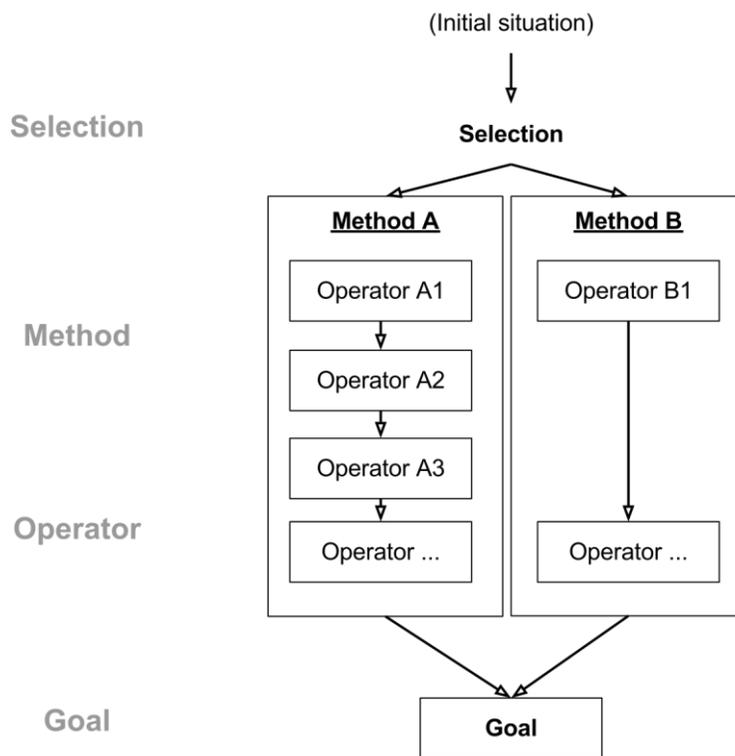 (Initial situation)
Selection
Selection
Method A
Method B
Operator A1
Operator B1
Method
Operator A2
Operator A3
Operator
Operator ...
Operator ...
Goal
Goal